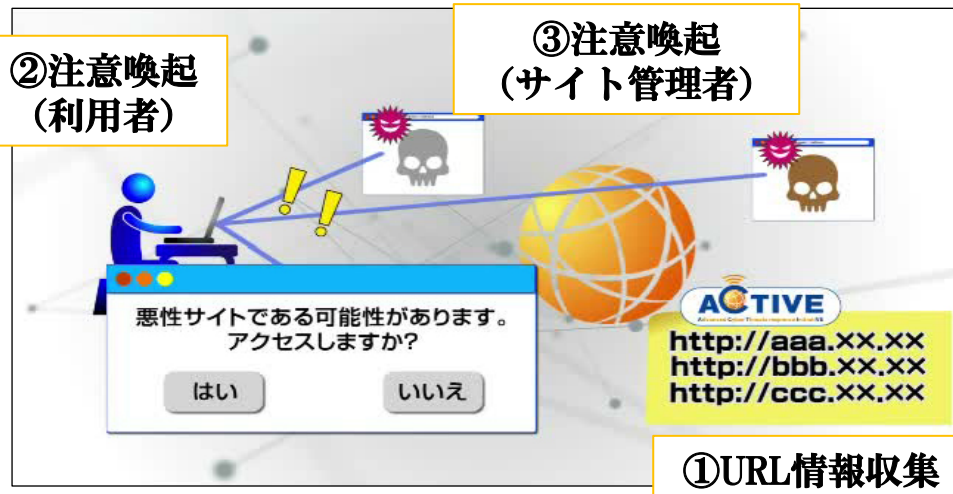 ②注意喚起
（利用者）
③注意喚起
（サイト管理者）
悪性サイトである可能性があります。
アクセスしますか?
はい
いいえ
ACTIVE
http://aaa.××.××
http://bbb.××.××
http://ccc.××.××
①URL情報収集